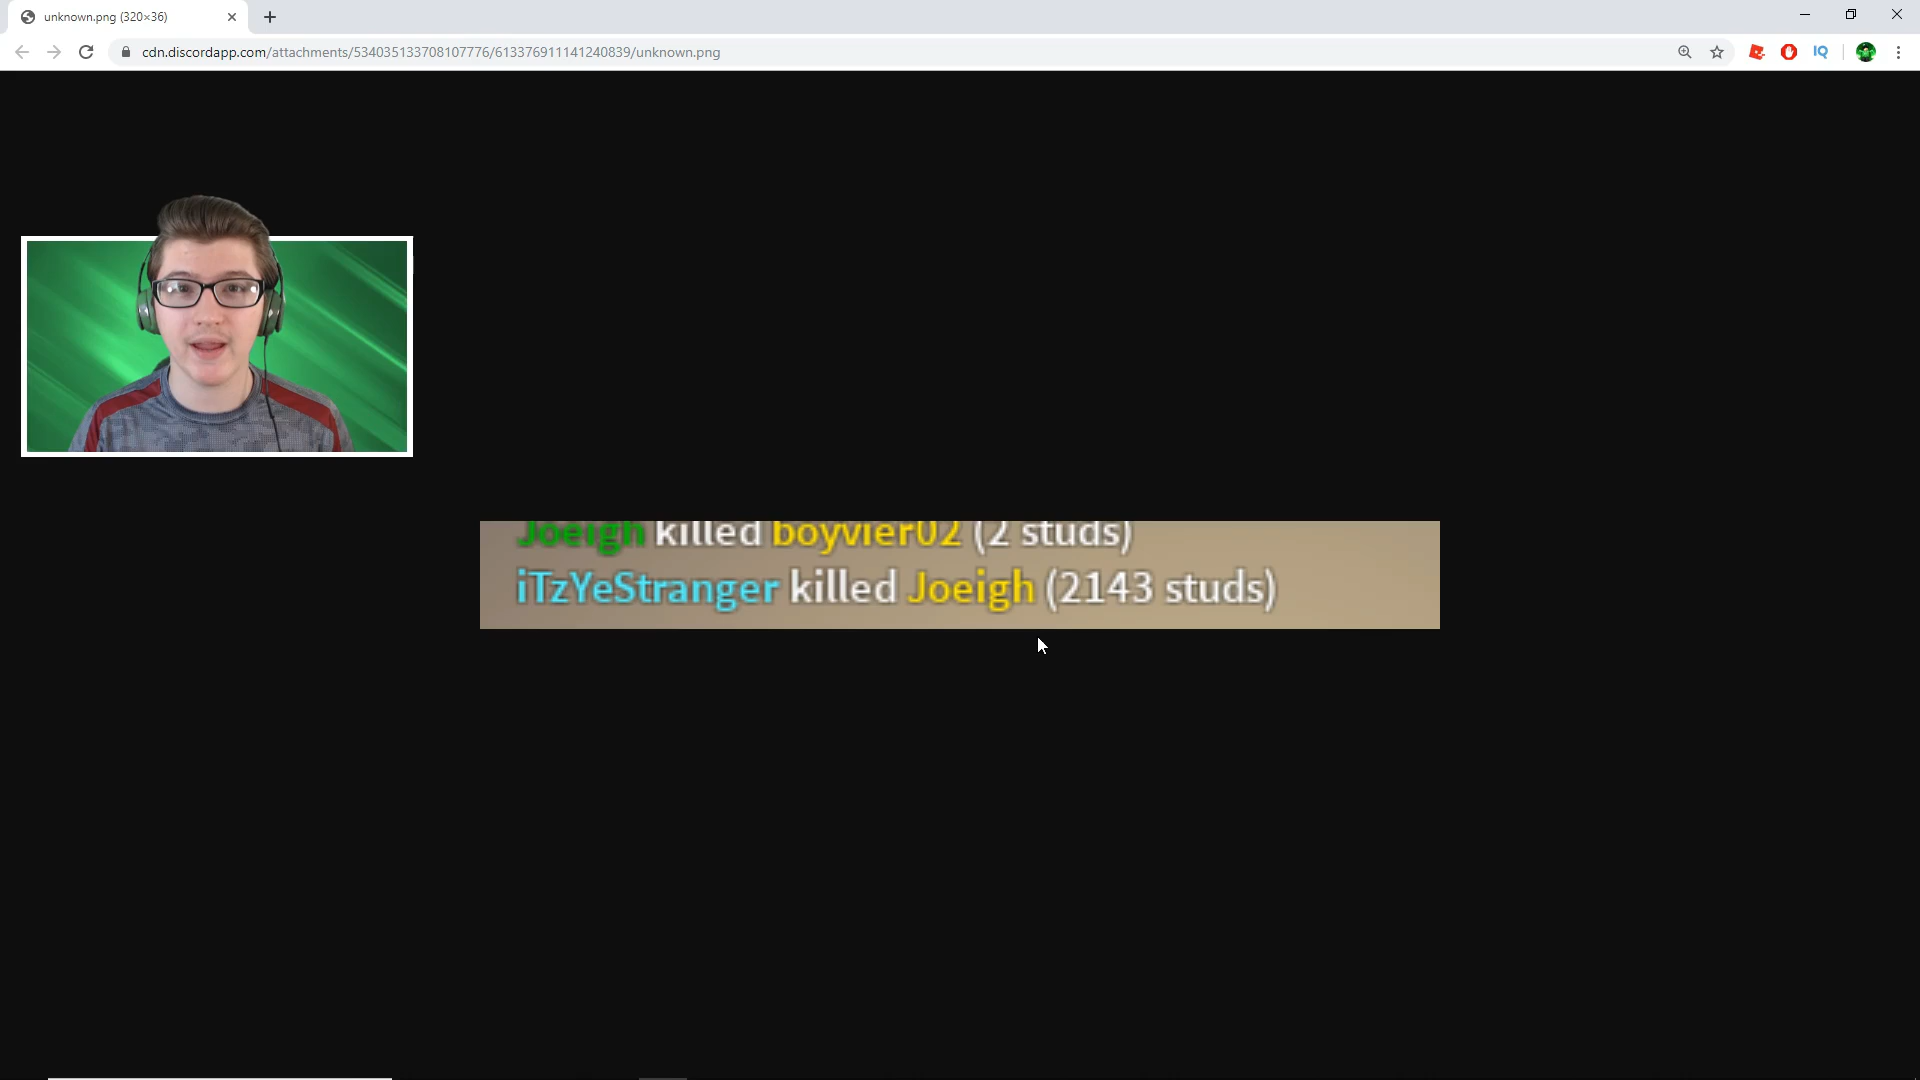 unknown.png (320×36)
cdn.discordapp.com/attachments/534035133708107776/613376911141240839/unknown.png
IQ
Joeigh killed boyvier02 (2 studs)
iTzYeStranger killed Joeigh (2143 studs)